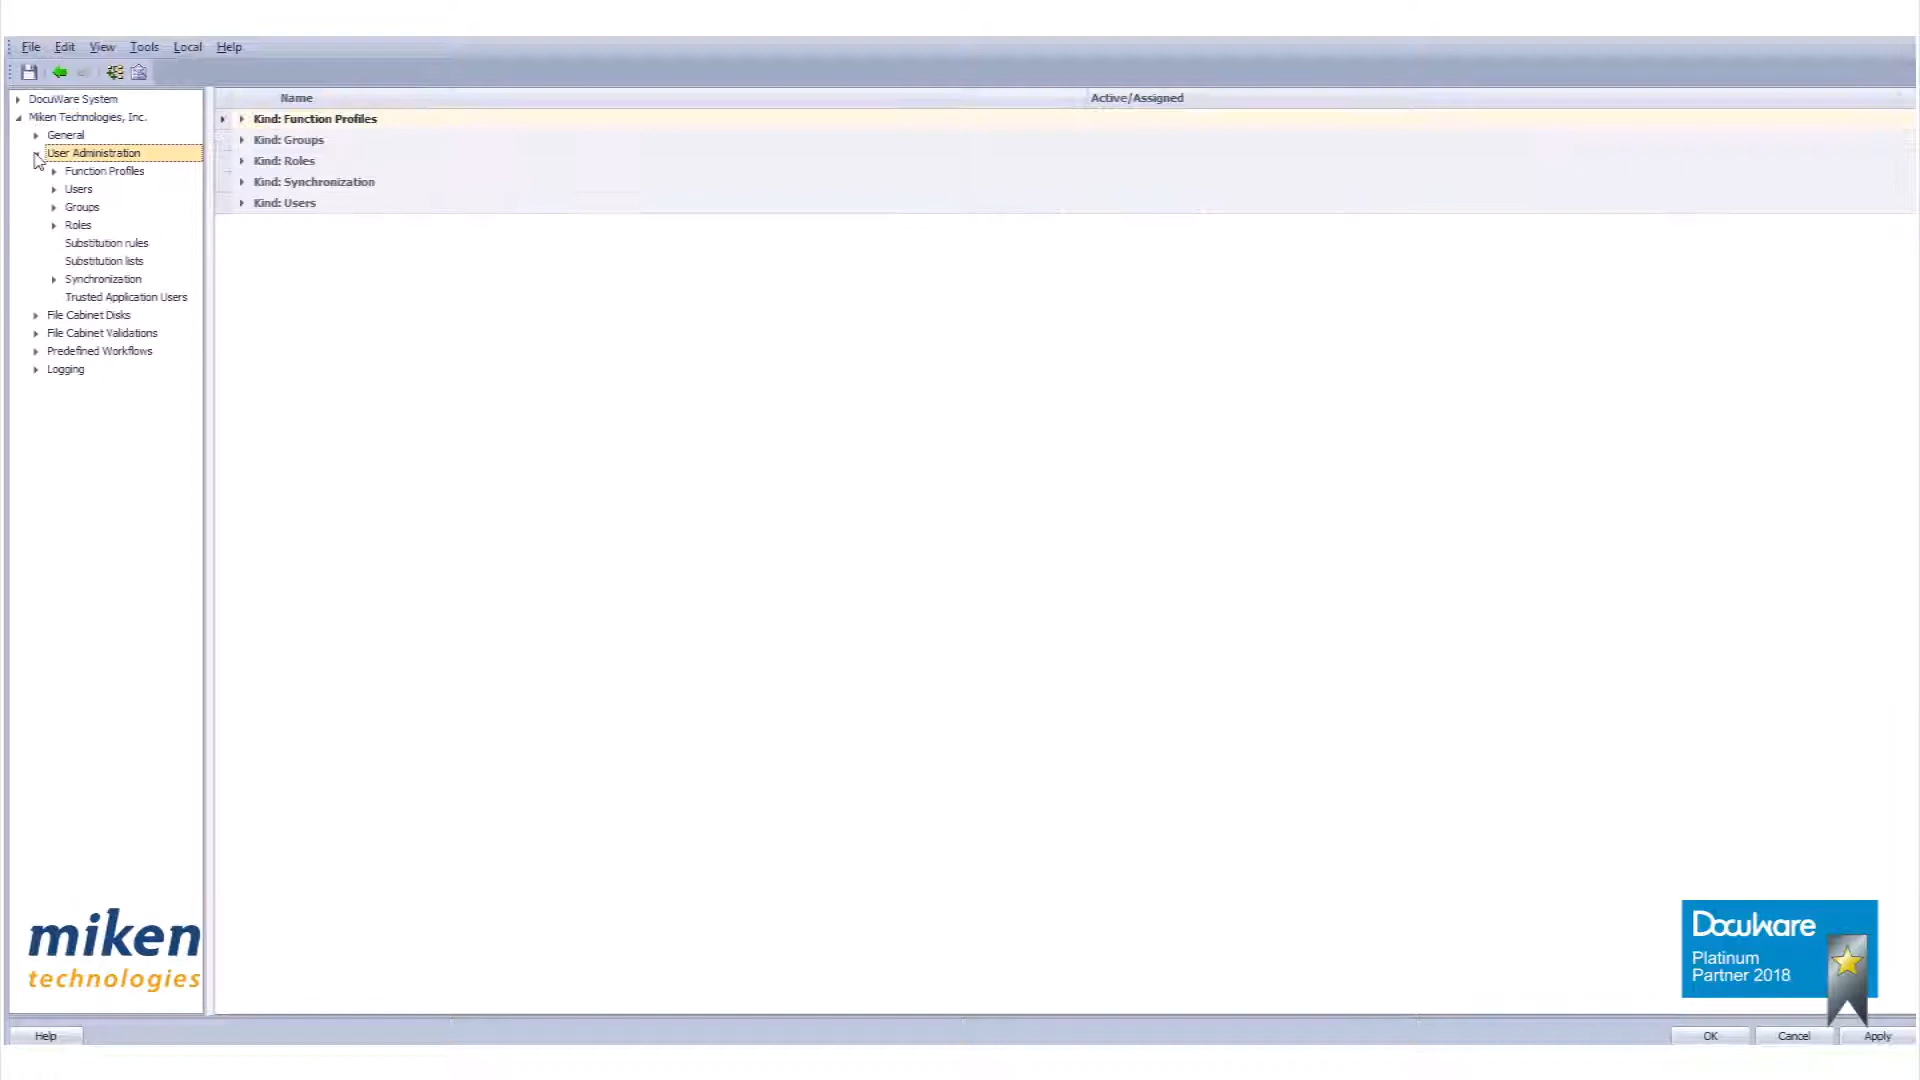 File Edit View Tools Local Help
DocuWare System
Miken Technologies, Inc.
General
User Administration
Function Profiles
Users
Groups
Roles
Substitution rules
Substitution lists
Synchronization
Trusted Application Users
File Cabinet Disks
File Cabinet Validations
Predefined Workflows
Logging
Name Active/Assigned
Kind: Function Profiles
Kind: Groups
Kind: Roles
Kind: Synchronization
Kind: Users
miken
technologies
DocuWare
Platinum
Partner 2018
Help OK Cancel Apply